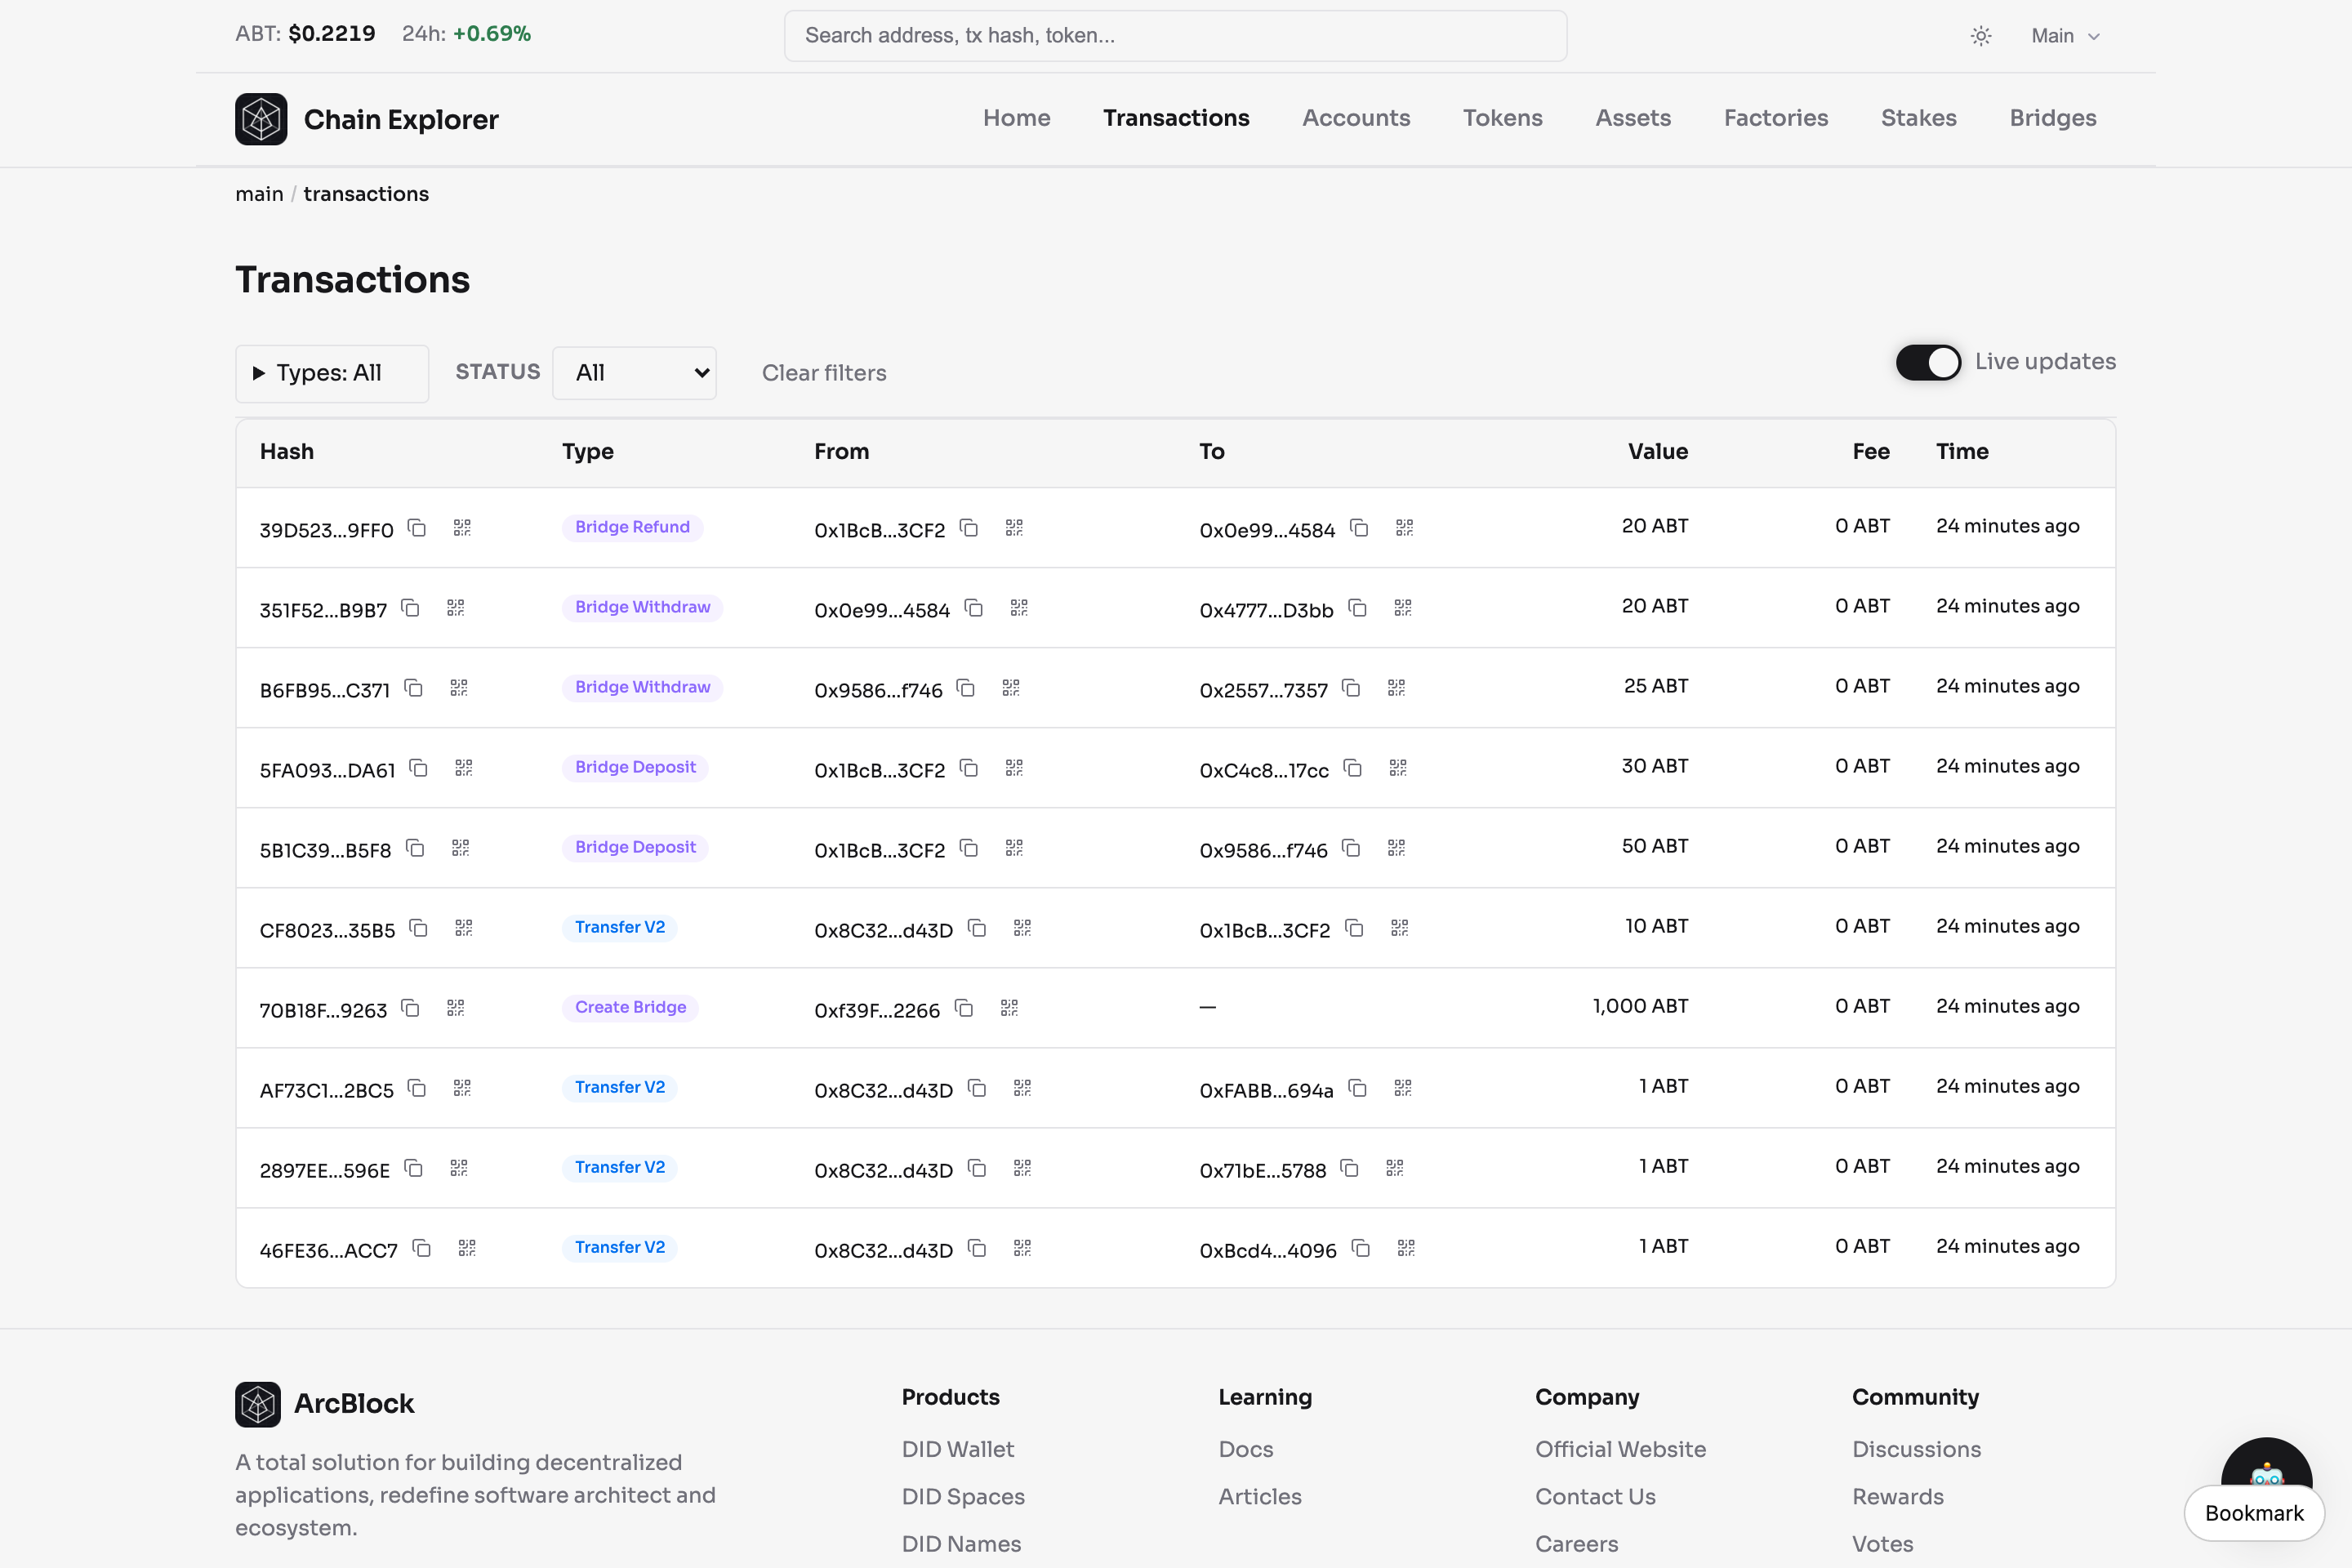 ABT: $0.2219 24h: +0.69%
Search address, tx hash, token...
Main
Chain Explorer
Home Transactions Accounts Tokens Assets Factories Stakes Bridges
main / transactions
Transactions
Types: All STATUS All Clear filters Live updates
Hash Type From To Value Fee Time
39D523...9FF0 Bridge Refund 0x1BcB...3CF2 0x0e99...4584 20 ABT 0 ABT 24 minutes ago
351F52...B9B7 Bridge Withdraw 0x0e99...4584 0x4777...D3bb 20 ABT 0 ABT 24 minutes ago
B6FB95...C371 Bridge Withdraw 0x9586...f746 0x2557...7357 25 ABT 0 ABT 24 minutes ago
5FA093...DA61 Bridge Deposit 0x1BcB...3CF2 0xC4c8...17cc 30 ABT 0 ABT 24 minutes ago
5B1C39...B5F8 Bridge Deposit 0x1BcB...3CF2 0x9586...f746 50 ABT 0 ABT 24 minutes ago
CF8023...35B5 Transfer V2 0x8C32...d43D 0x1BcB...3CF2 10 ABT 0 ABT 24 minutes ago
70B18F...9263 Create Bridge 0xf39F...2266 — 1,000 ABT 0 ABT 24 minutes ago
AF73C1...2BC5 Transfer V2 0x8C32...d43D 0xFABB...694a 1 ABT 0 ABT 24 minutes ago
2897EE...596E Transfer V2 0x8C32...d43D 0x71bE...5788 1 ABT 0 ABT 24 minutes ago
46FE36...ACC7 Transfer V2 0x8C32...d43D 0xBcd4...4096 1 ABT 0 ABT 24 minutes ago
ArcBlock
A total solution for building decentralized
applications, redefine software architect and
ecosystem.
Products
DID Wallet
DID Spaces
DID Names
Learning
Docs
Articles
Company
Official Website
Contact Us
Careers
Community
Discussions
Rewards
Votes
Bookmark